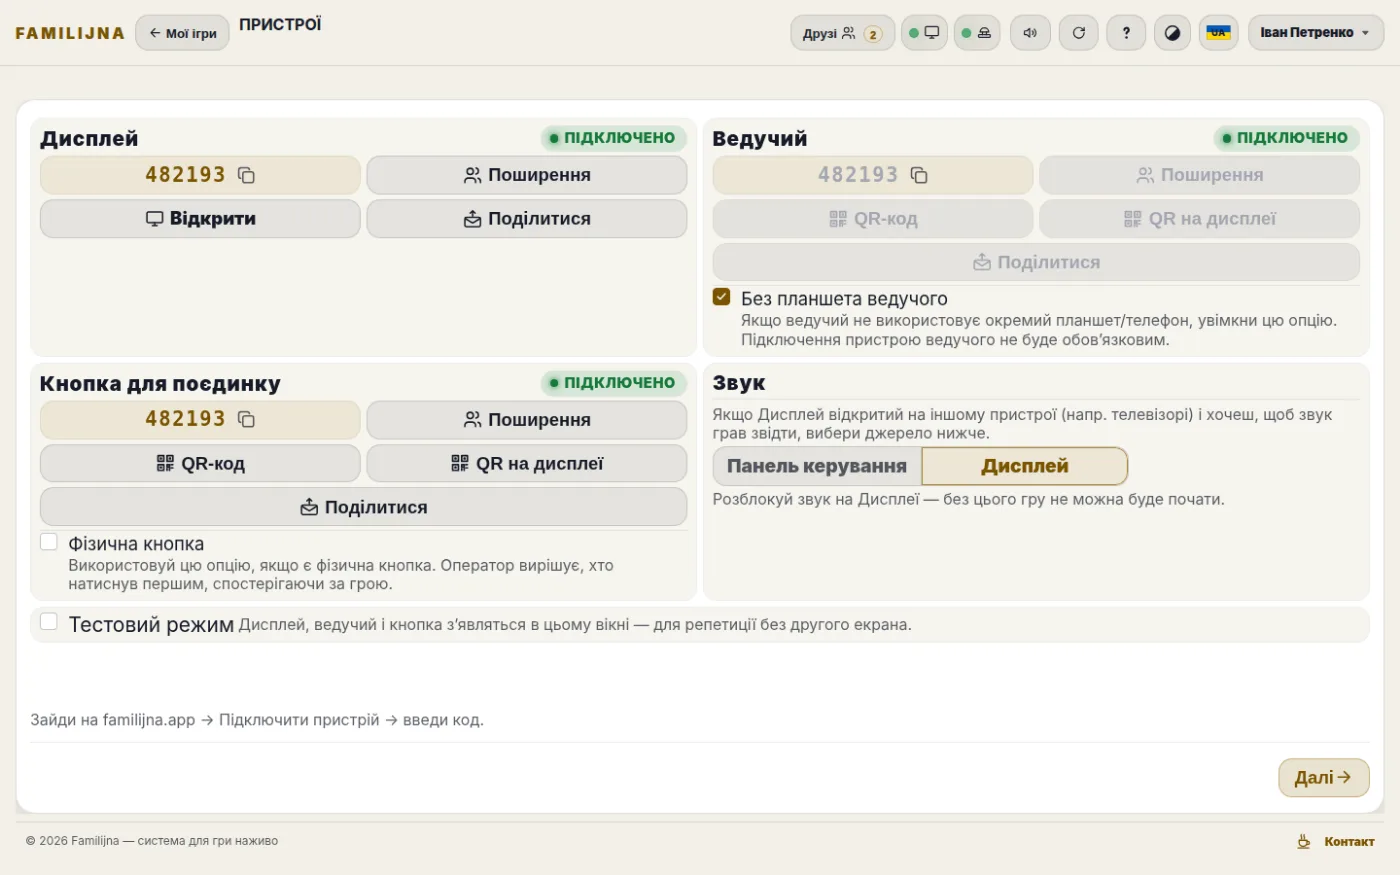 FAMILIJNA
← Мої ігри
ПРИСТРОЇ
Друзі 2
?
UA
Іван Петренко
Дисплей
ПІДКЛЮЧЕНО
482193
Поширення
Відкрити
Поділитися
Ведучий
ПІДКЛЮЧЕНО
482193
Поширення
QR-код
QR на дисплеї
Поділитися
Без планшета ведучого
Якщо ведучий не використовує окремий планшет/телефон, увімкни цю опцію.
Підключення пристрою ведучого не буде обов’язковим.
Кнопка для поєдинку
ПІДКЛЮЧЕНО
482193
Поширення
QR-код
QR на дисплеї
Поділитися
Фізична кнопка
Використовуй цю опцію, якщо є фізична кнопка. Оператор вирішує, хто
натиснув першим, спостерігаючи за грою.
Звук
Якщо Дисплей відкритий на іншому пристрої (напр. телевізорі) і хочеш, щоб звук
грав звідти, вибери джерело нижче.
Панель керування
Дисплей
Розблокуй звук на Дисплеї — без цього гру не можна буде почати.
Тестовий режим Дисплей, ведучий і кнопка з’являться в цьому вікні — для репетиції без другого екрана.
Зайди на familijna.app → Підключити пристрій → введи код.
Далі →
© 2026 Familijna — система для гри наживо
Контакт